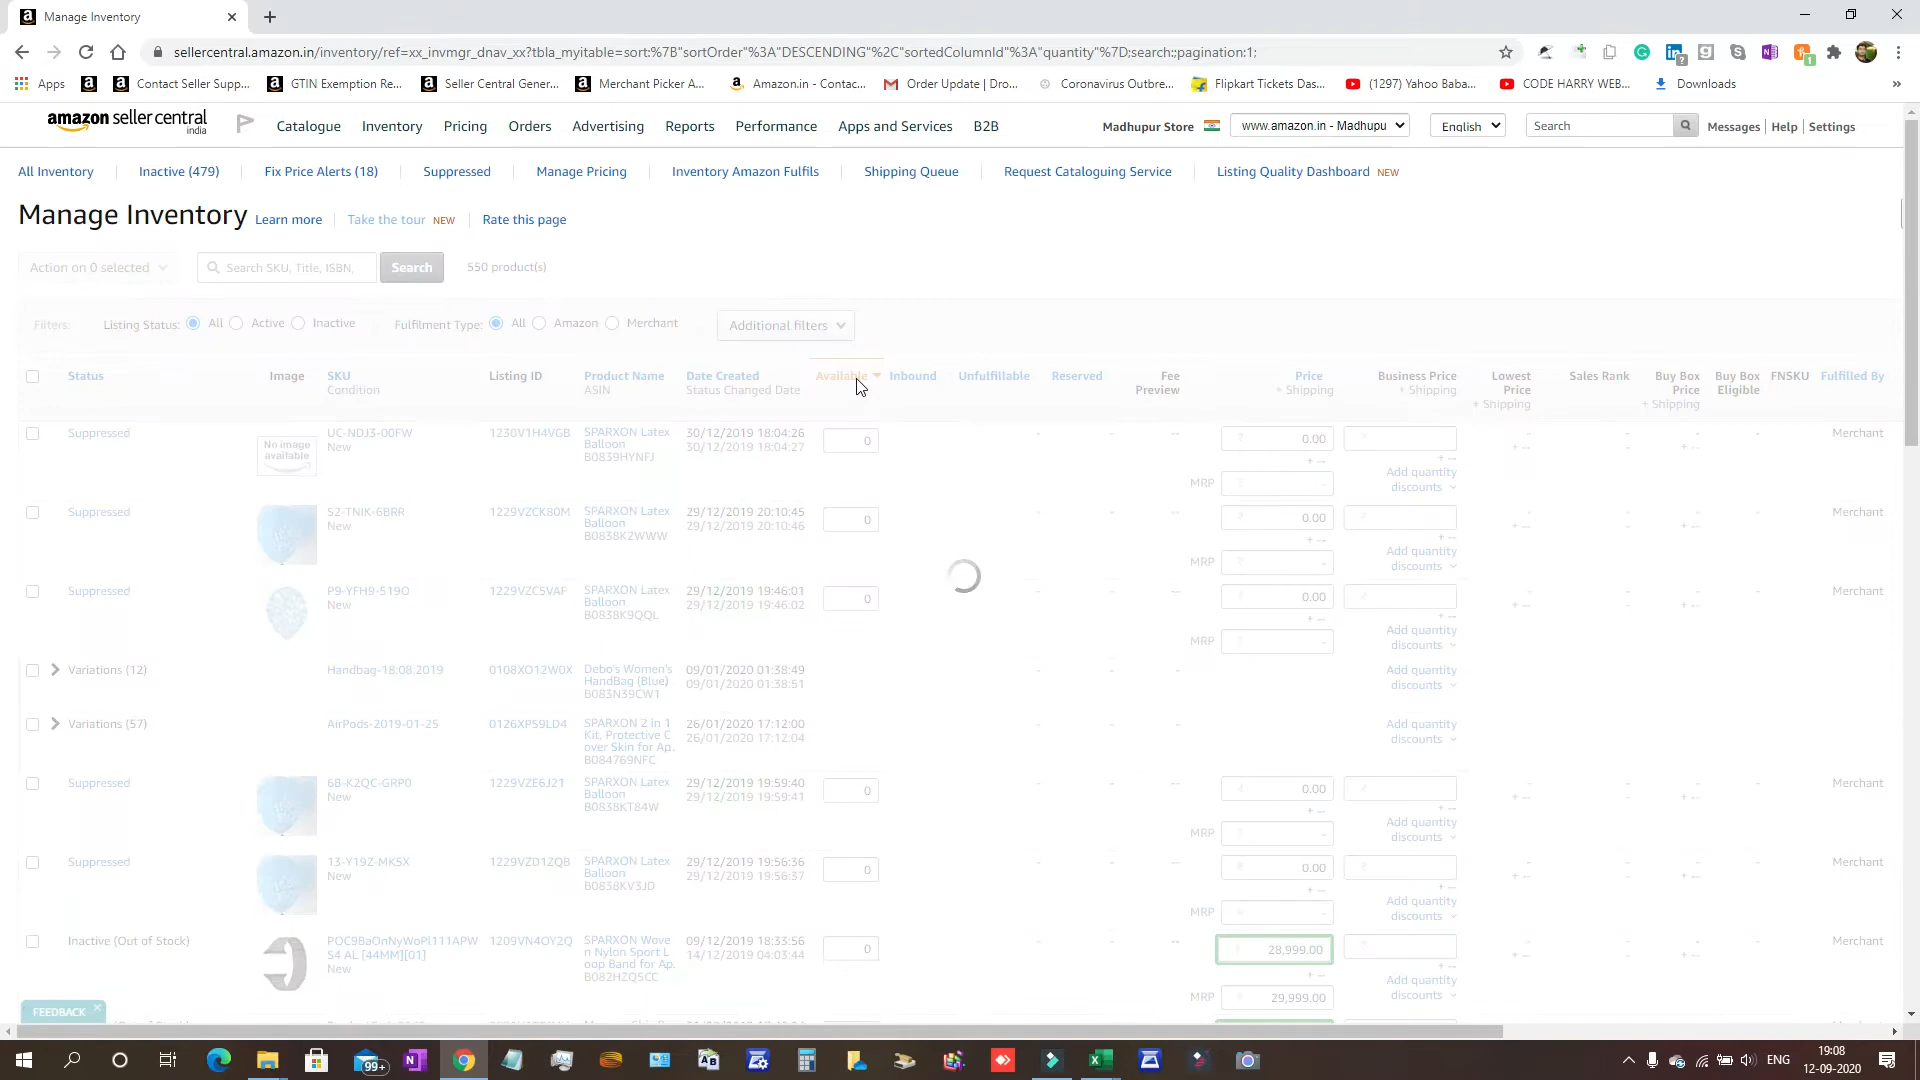 Manage Inventory
sellercentral.amazon.in/inventory/ref=xx_invmgr_dnav_xx?tbla_myitable=sort:%7B"sortOrder"%3A"DESCENDING"%2C"sortedColumnId"%3A"quantity"%7D;search:;pagination:1;
Apps Contact Seller Supp... GTIN Exemption Re... Seller Central Gener... Merchant Picker A... Amazon.in - Contac... Order Update | Dro... Coronavirus Outbre... Flipkart Tickets Das... (1297) Yahoo Baba... CODE HARRY WEB... Downloads »
amazon seller central
india
Catalogue Inventory Pricing Orders Advertising Reports Performance Apps and Services B2B
Madhupur Store www.amazon.in - Madhupu English Search Messages | Help | Settings
All Inventory Inactive (479) Fix Price Alerts (18) Suppressed Manage Pricing Inventory Amazon Fulfils Shipping Queue Request Cataloguing Service Listing Quality Dashboard NEW
Manage Inventory Learn more Take the tour NEW Rate this page
Action on 0 selected Search SKU, Title, ISBN, Search 550 product(s)
Filters: Listing Status: All Active Inactive Fulfilment Type: All Amazon Merchant Additional filters
Status Image SKU Listing ID Product Name Date Created Available Inbound Unfulfillable Reserved Fee Price Business Price Lowest Sales Rank Buy Box Buy Box FNSKU Fulfilled By
Condition ASIN Status Changed Date Preview + Shipping + Shipping Price Price Eligible
+ Shipping + Shipping
Suppressed UC-NDJ3-00FW 1230V1H4VGB SPARXON Latex 30/12/2019 18:04:26 0 - - -- 0.00 - - - Merchant
No image available New Balloon 30/12/2019 18:04:27 + --
B0839HYNFJ + -- Add quantity
MRP - discounts
Suppressed S2-TNIK-6BRR 1229VZCK80M SPARXON Latex 29/12/2019 20:10:45 0 - - -- 0.00 - - - Merchant
New Balloon 29/12/2019 20:10:46 + --
B0838K2WWW + -- Add quantity
MRP - discounts
Suppressed P9-YFH9-519O 1229VZC5VAF SPARXON Latex 29/12/2019 19:46:01 0 - - -- 0.00 - - - Merchant
New Balloon 29/12/2019 19:46:02 + --
B0838K9QQL + -- Add quantity
MRP - discounts
Variations (12) Handbag-18:08:2019 0108XO12W0X Debo's Women's 09/01/2020 01:38:49 - - - Add quantity
HandBag (Blue) 09/01/2020 01:38:51 discounts
B083N39CW1
Variations (57) AirPods-2019-01-25 0126XPS9LD4 SPARXON 2 in 1 26/01/2020 17:12:00 - - - Add quantity
Kit, Protective C 26/01/2020 17:12:04 discounts
over Skin for Ap..
B084769NFC
Suppressed 6B-K2QC-GRP0 1229VZE6J21 SPARXON Latex 29/12/2019 19:59:40 0 - - -- 0.00 - - - Merchant
New Balloon 29/12/2019 19:59:41 + --
B0838KT84W + -- Add quantity
MRP - discounts
Suppressed 13-Y19Z-MK5X 1229VZD1ZQB SPARXON Latex 29/12/2019 19:56:36 0 - - -- 0.00 - - - Merchant
New Balloon 29/12/2019 19:56:37 + --
B0838KV3JD + -- Add quantity
MRP - discounts
Inactive (Out of Stock) POC9BaOnNyWoPl111APW 1209VN4OY2Q SPARXON Wove 09/12/2019 18:33:56 0 - - -- 28,999.00 - - - Merchant
S4 AL [44MM][01] n Nylon Sport L 14/12/2019 04:03:44 + --
New oop Band for Ap.. + -- Add quantity
B082HZQ5CC MRP 29,999.00 discounts
FEEDBACK
99+ ENG 19:08
12-09-2020